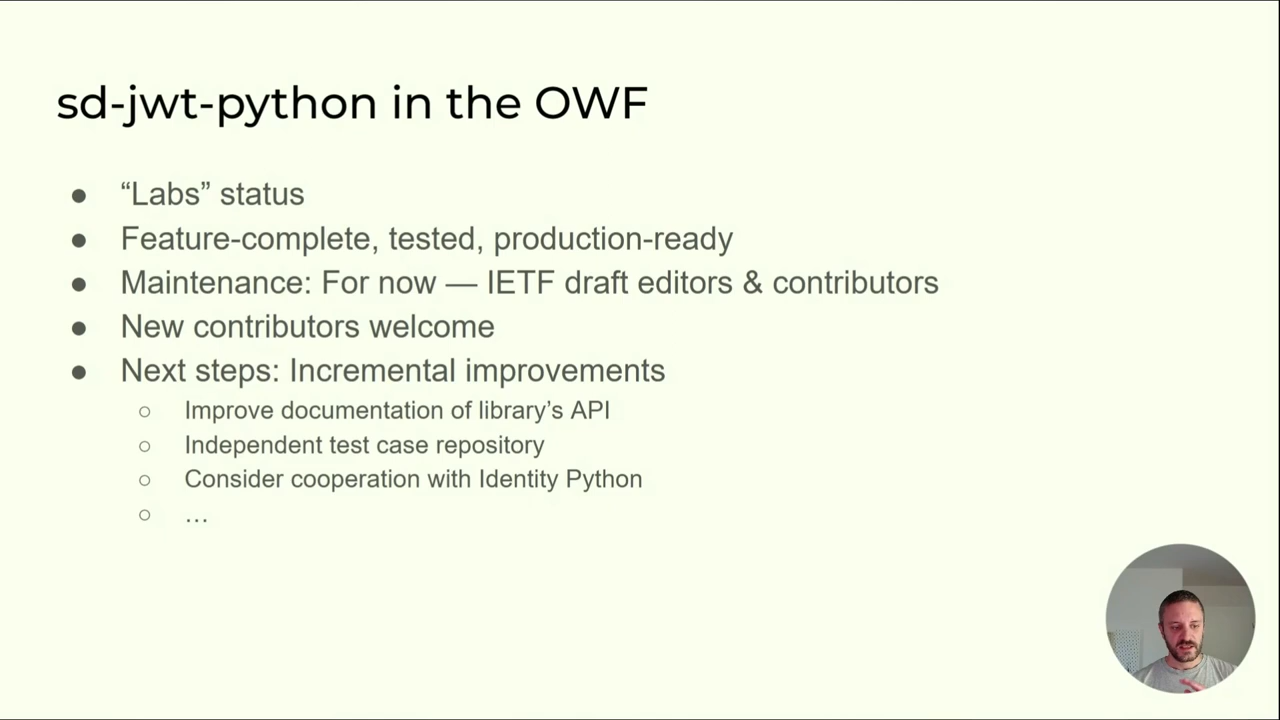 sd-jwt-python in the OWF
● “Labs” status
● Feature-complete, tested, production-ready
● Maintenance: For now — IETF draft editors & contributors
● New contributors welcome
● Next steps: Incremental improvements
○ Improve documentation of library’s API
○ Independent test case repository
○ Consider cooperation with Identity Python
○ …